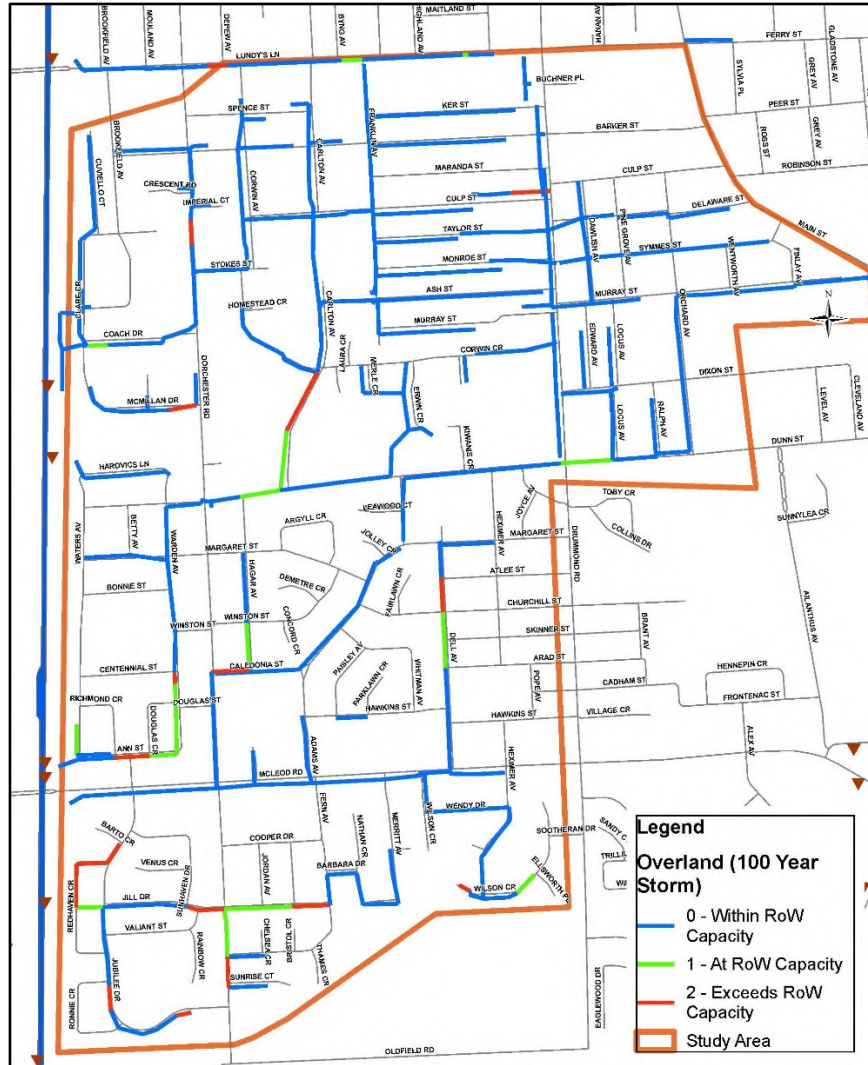 BROOKFIELD AV
MOULAND AV
DEPEW AV
BYNG AV
HIGHLAND AV
MAITLAND ST
HANAN AV
FERRY ST
GLADSTONE AV
LUNDY'S LN
SYLVIA PL
GREY AV
BUCHNER PL
SPENCE ST
KER ST
PEER ST
BROOKFIELD AV
CARLTON AV
FRANKLIN AV
BARKER ST
ROSS ST
GREY AV
CUVIELLO CT
CORWIN AV
MARANDA ST
CULP ST
ROBINSON ST
CRESCENT RD
IMPERIAL CT
CULP ST
DELAWARE ST
TAYLOR ST
DAWLISH AV
PINE GROVE AV
MAIN ST
STOKES ST
MONROE ST
SYMMES ST
WENTWORTH AV
FINLAY AV
CLARE CR
HOMESTEAD CR
ASH ST
MURRAY ST
ORCHARD AV
N
COACH DR
CARLTON AV
MURRAY ST
EDWARD AV
LOCUS AV
DORCHESTER RD
LAURA CR
MERLE CR
CORWIN CR
DIXON ST
MCMILLAN DR
ERWIN CR
LOCUS AV
RALPH AV
LEVEL AV
CLEVELAND AV
KIWANIS CR
DUNN ST
HAROVICS LN
LEAWOOD CT
JOYCE AV
TOBY CR
SUNNYLEA CR
WATERS AV
BETTY AV
WARDEN AV
ARGYLL CR
JOLLEY CR
HEXIMER AV
MARGARET ST
COLLINS DR
MARGARET ST
HAGAR AV
DEMETRE CR
FAIRLAWN CR
ATLEE ST
DRUMMOND RD
BONNIE ST
CHURCHILL ST
AILANTHUS AV
WINSTON ST
WINSTON ST
CONCORD CR
SKINNER ST
BRANT AV
CENTENNIAL ST
CALEDONIA ST
PAISLEY AV
PARKLAWN CR
WHITMAN AV
DELL AV
ARAD ST
HENNEPIN CR
RICHMOND CR
DOUGLAS CR
DOUGLAS ST
POPE AV
CADHAM ST
FRONTENAC ST
HAWKINS ST
HAWKINS ST
VILLAGE CR
ANN ST
ADAMS AV
HEXIMER AV
ALEX AV
MCLEOD RD
BARTO CR
FERN AV
NATHAN CR
MERRITT AV
WILSON CR
WENDY DR
COOPER DR
SOOTHERAN DR
SANDY C
VENUS CR
SUNHAVEN DR
JORDAN AV
BARBARA DR
ELLSWORTH PL
REDHAVEN CR
JILL DR
WILSON CR
VALIANT ST
RAINBOW CR
CHELSEA CR
BRISTOL CR
THAMES CR
JUBILEE DR
SUNRISE CT
RONNIE CR
EAGLEWOOD DR
OLDFIELD RD
Legend
Overland (100 Year
Storm)
0 - Within RoW
Capacity
1 - At RoW Capacity
2 - Exceeds RoW
Capacity
Study Area